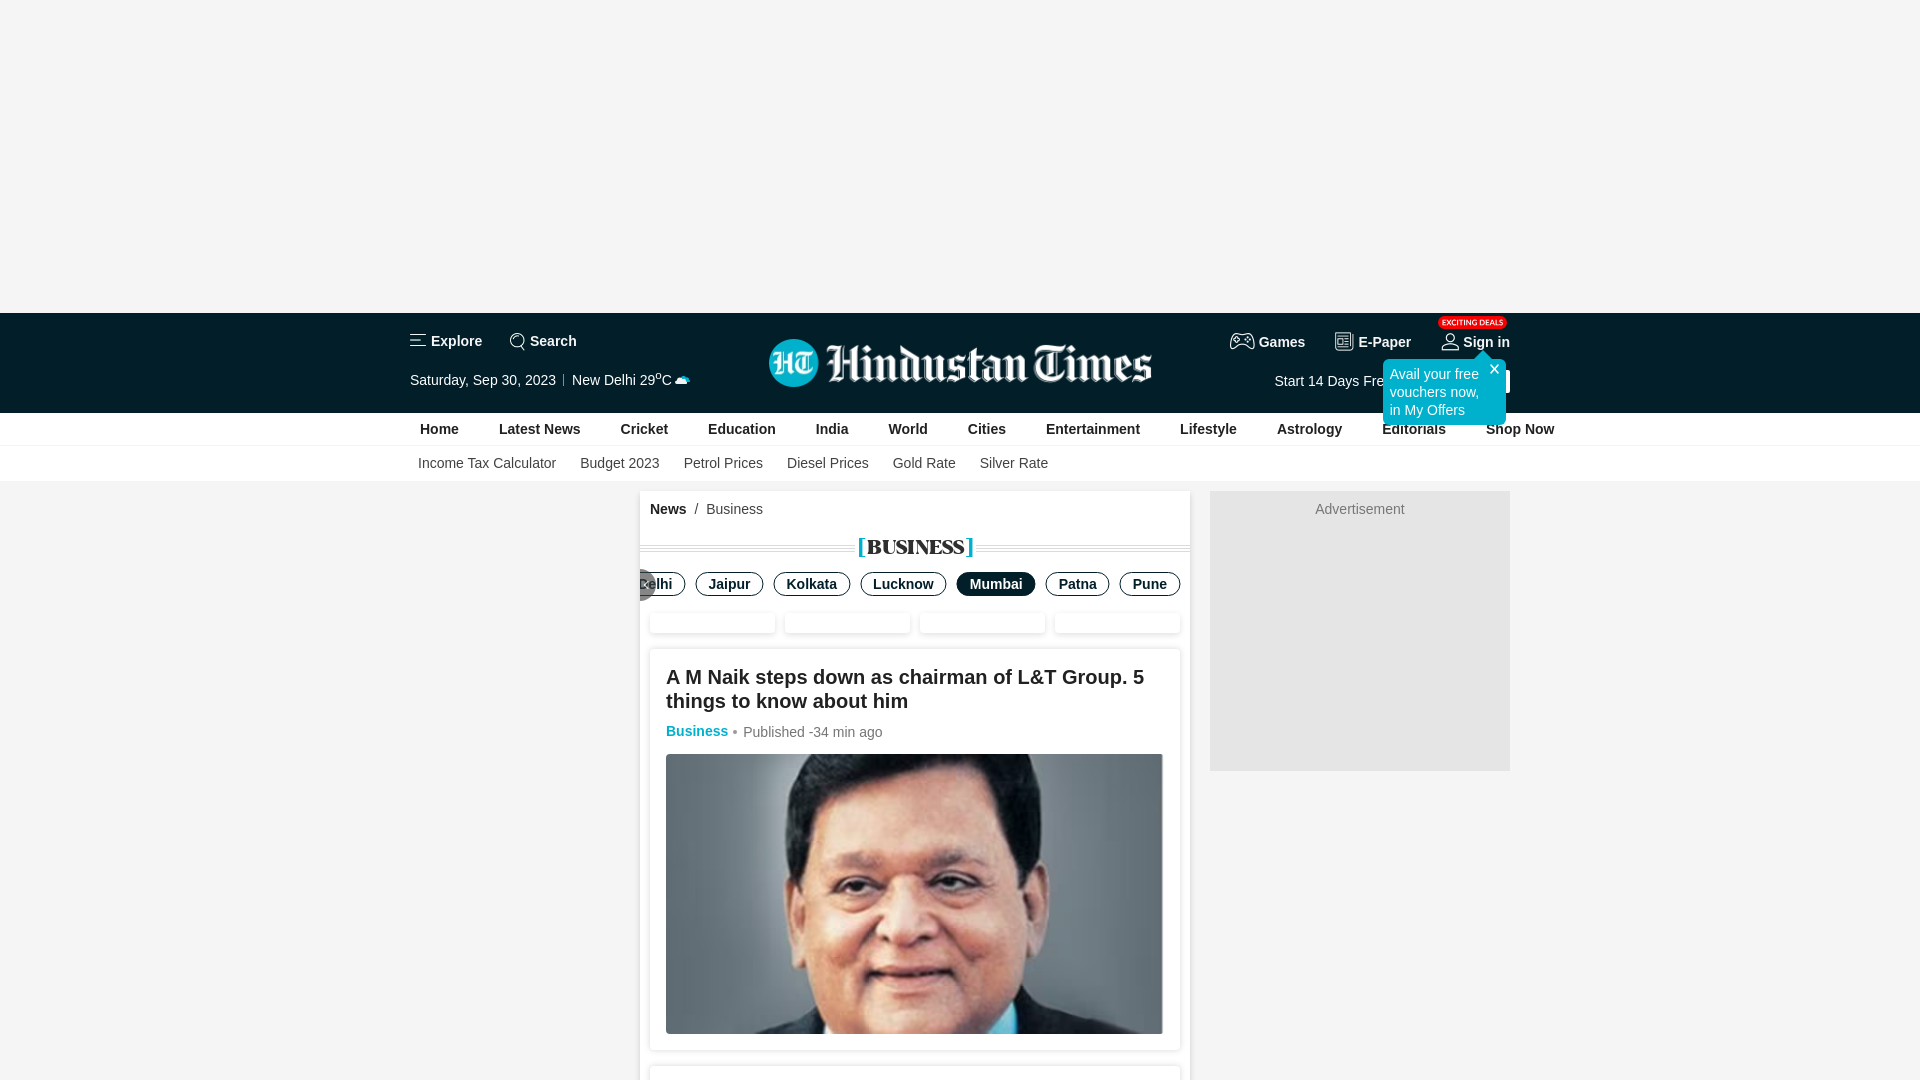 EXCITING DEALS
Explore
Search
Games
E-Paper
Sign in
HT Hindustan Times
Saturday, Sep 30, 2023
New Delhi 29°C
Start 14 Days Fre
Avail your free
vouchers now,
in My Offers
Home Latest News Cricket Education India World Cities Entertainment Lifestyle Astrology Editorials Shop Now
Income Tax Calculator Budget 2023 Petrol Prices Diesel Prices Gold Rate Silver Rate
News / Business
Advertisement
[BUSINESS]
Delhi Jaipur Kolkata Lucknow Mumbai Patna Pune
A M Naik steps down as chairman of L&T Group. 5
things to know about him
Business • Published -34 min ago